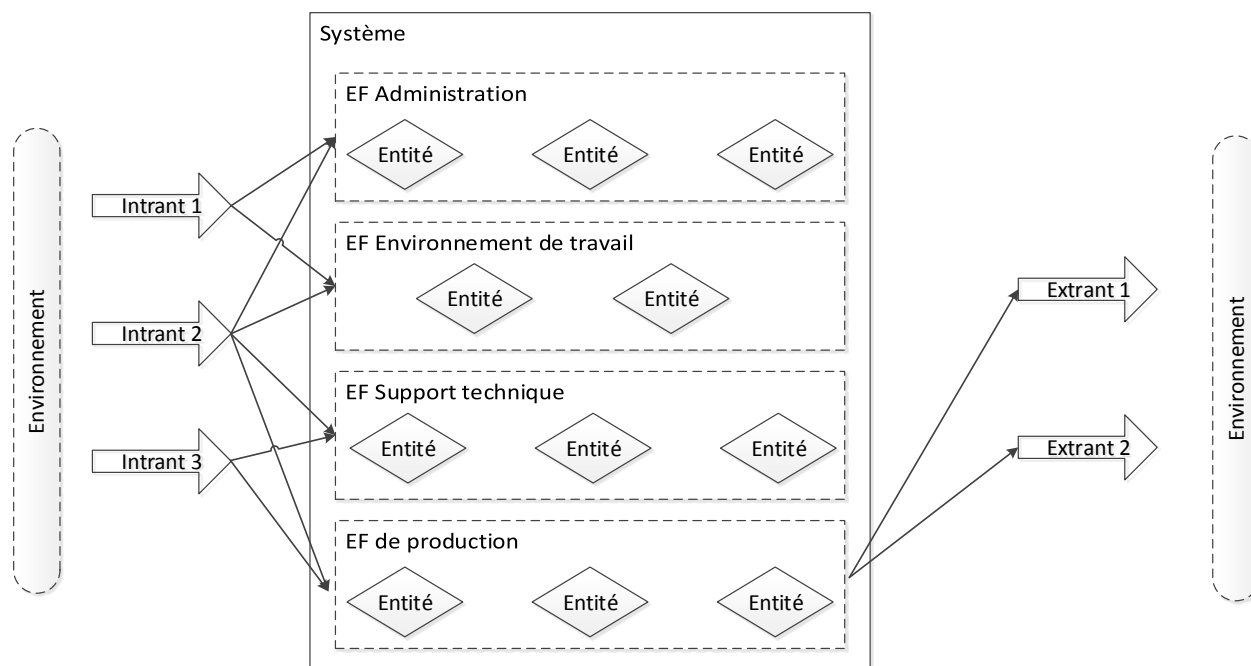 Système
EF Administration
Entité Entité Entité
Intrant 1
EF Environnement de travail
Entité Entité
Extrant 1
Environnement
Intrant 2
Environnement
EF Support technique
Entité Entité Entité
Extrant 2
Intrant 3
EF de production
Entité Entité Entité